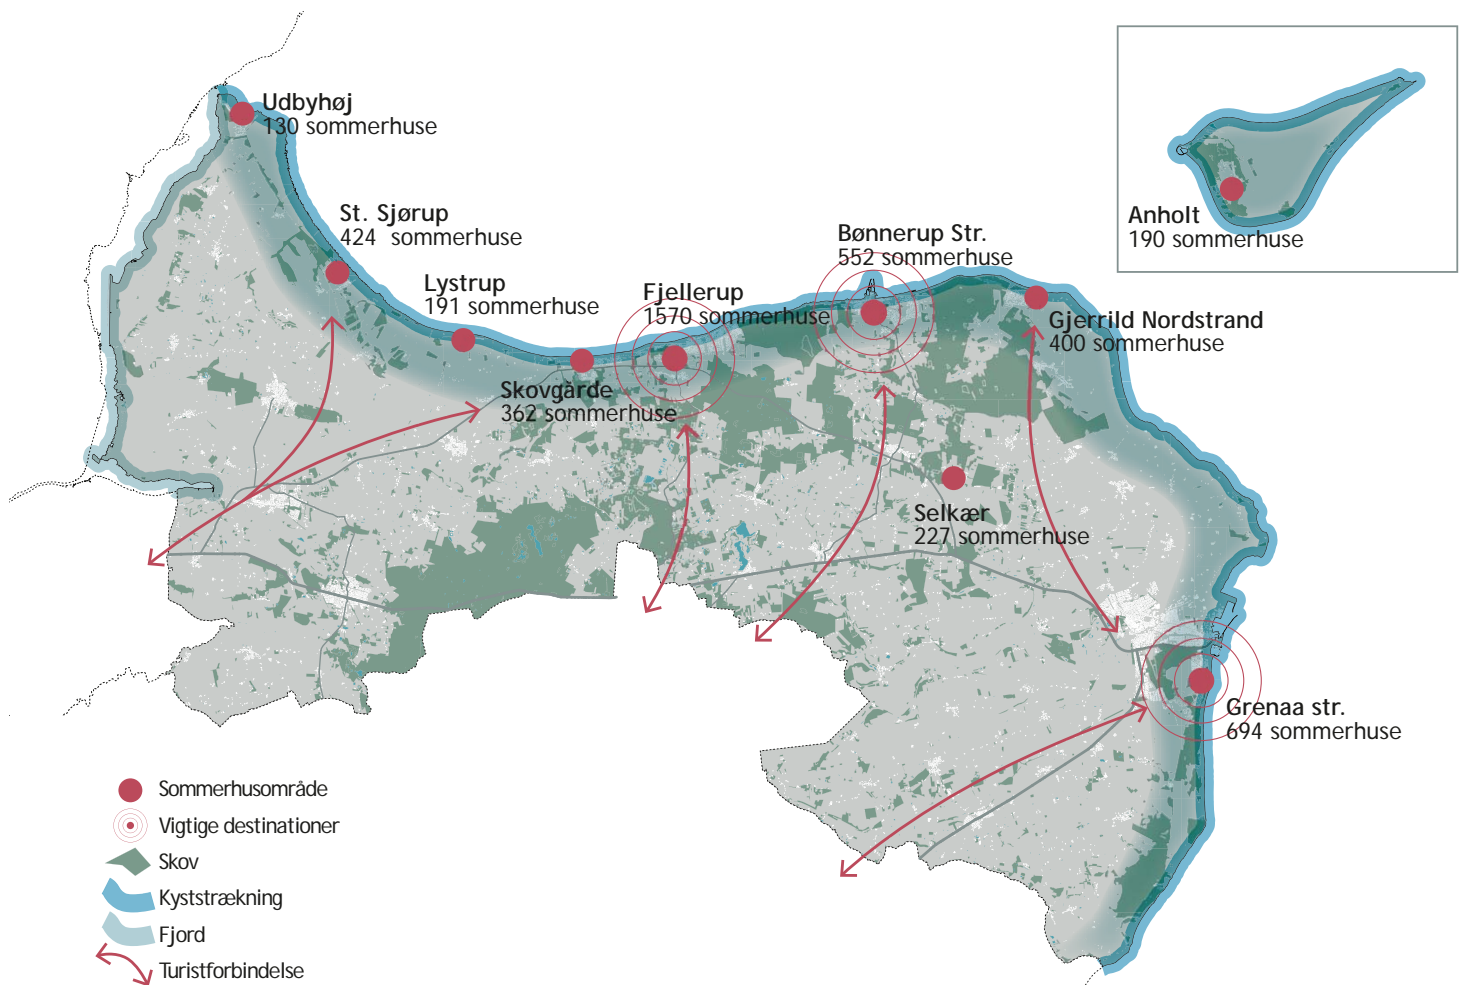 Udbyhøj
130 sommerhuse
St. Sjørup
424 sommerhuse
Lystrup
191 sommerhuse
Skovgårde
362 sommerhuse
Fjellerup
1570 sommerhuse
Bønnerup Str.
552 sommerhuse
Gjerrild Nordstrand
400 sommerhuse
Anholt
190 sommerhuse
Selkær
227 sommerhuse
Grenaa str.
694 sommerhuse
Sommerhusområde
Vigtige destinationer
Skov
Kyststrækning
Fjord
Turistforbindelse